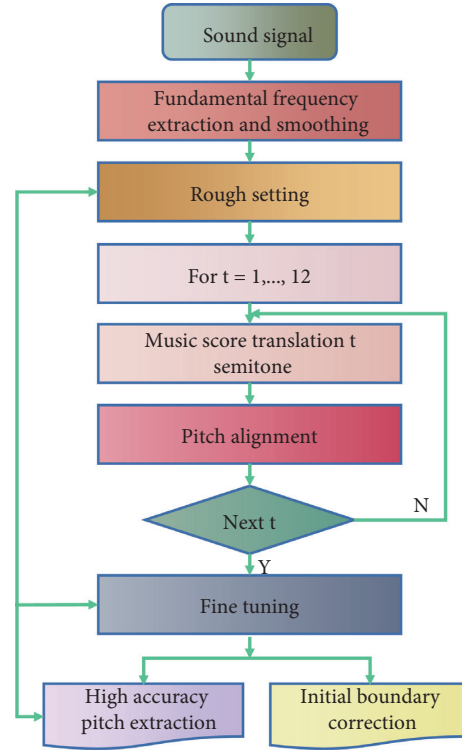 Sound signal
Fundamental frequency
extraction and smoothing
Rough setting
For t = 1,..., 12
Music score translation t
semitone
Pitch alignment
Next t
N
Y
Fine tuning
High accuracy
pitch extraction
Initial boundary
correction